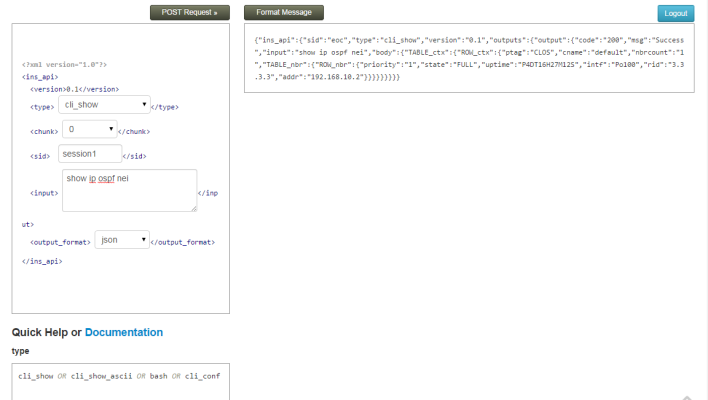 POST Request »
Format Message
Logout
<?xml version="1.0"?>
<ins_api>
<version>0.1</version>
<type> cli_show </type>
<chunk> 0 </chunk>
<sid> session1 </sid>
<input> show ip ospf nei </inp
ut>
<output_format> json </output_format>
</ins_api>
{"ins_api":{"sid":"eoc","type":"cli_show","version":"0.1","outputs":{"output":{"code":"200","msg":"Success
","input":"show ip ospf nei","body":{"TABLE_ctx":{"ROW_ctx":{"ptag":"CLOS","cname":"default","nbrcount":"1
","TABLE_nbr":{"ROW_nbr":{"priority":"1","state":"FULL","uptime":"P4DT16H27M12S","intf":"Po100","rid":"3.3
.3.3","addr":"192.168.10.2"}}}}}}}}}
Quick Help or Documentation
type
cli_show OR cli_show_ascii OR bash OR cli_conf